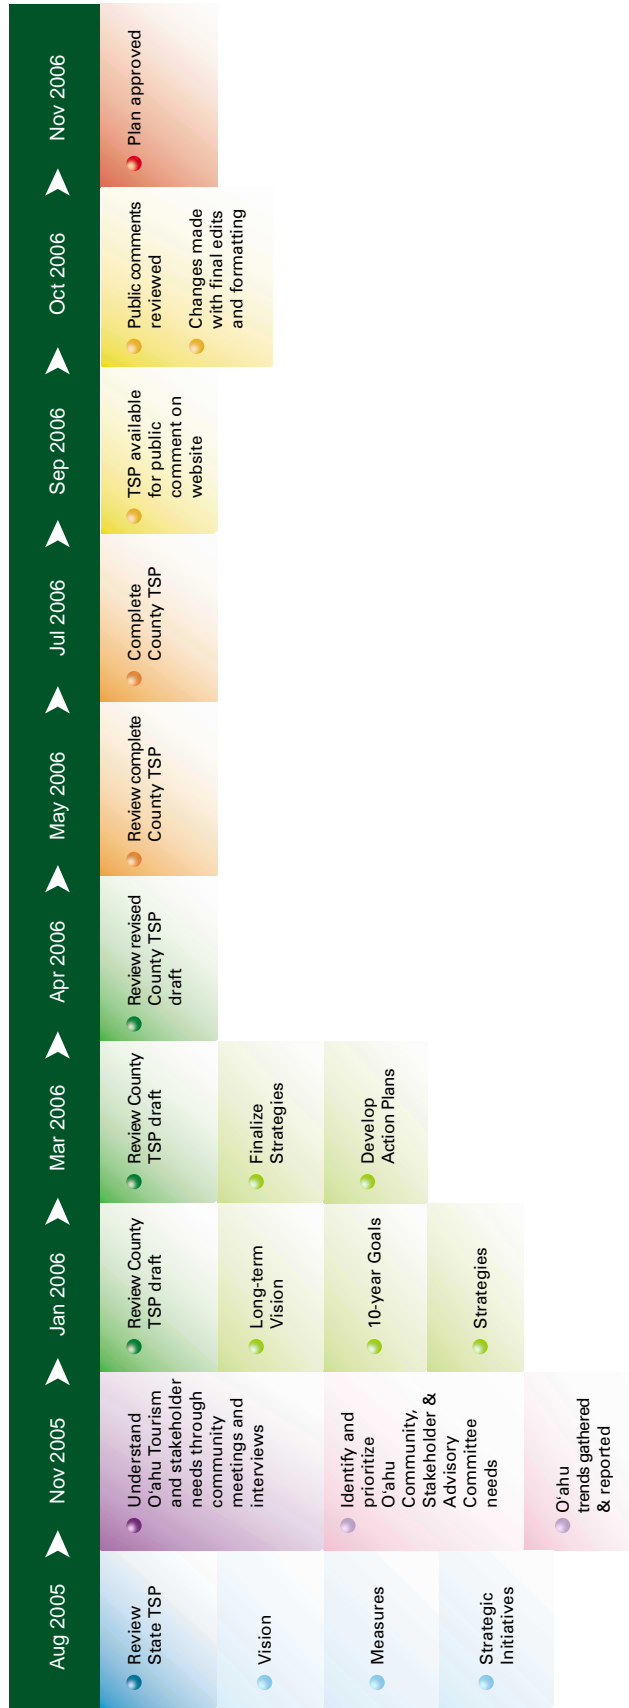 Aug 2005
Nov 2005
Jan 2006
Mar 2006
Apr 2006
May 2006
Jul 2006
Sep 2006
Oct 2006
Nov 2006
Review
State TSP
Vision
Measures
Strategic
Initiatives
Understand
O‘ahu Tourism
and stakeholder
needs through
community
meetings and
interviews
Identify and
prioritize
O‘ahu
Community,
Stakeholder &
Advisory
Committee
needs
O‘ahu
trends gathered
& reported
Review County
TSP draft
Long-term
Vision
10-year Goals
Strategies
Review County
TSP draft
Finalize
Strategies
Develop
Action Plans
Review revised
County TSP
draft
Review complete
County TSP
Complete
County TSP
TSP available
for public
comment on
website
Public comments
reviewed
Changes made
with final edits
and formatting
Plan approved